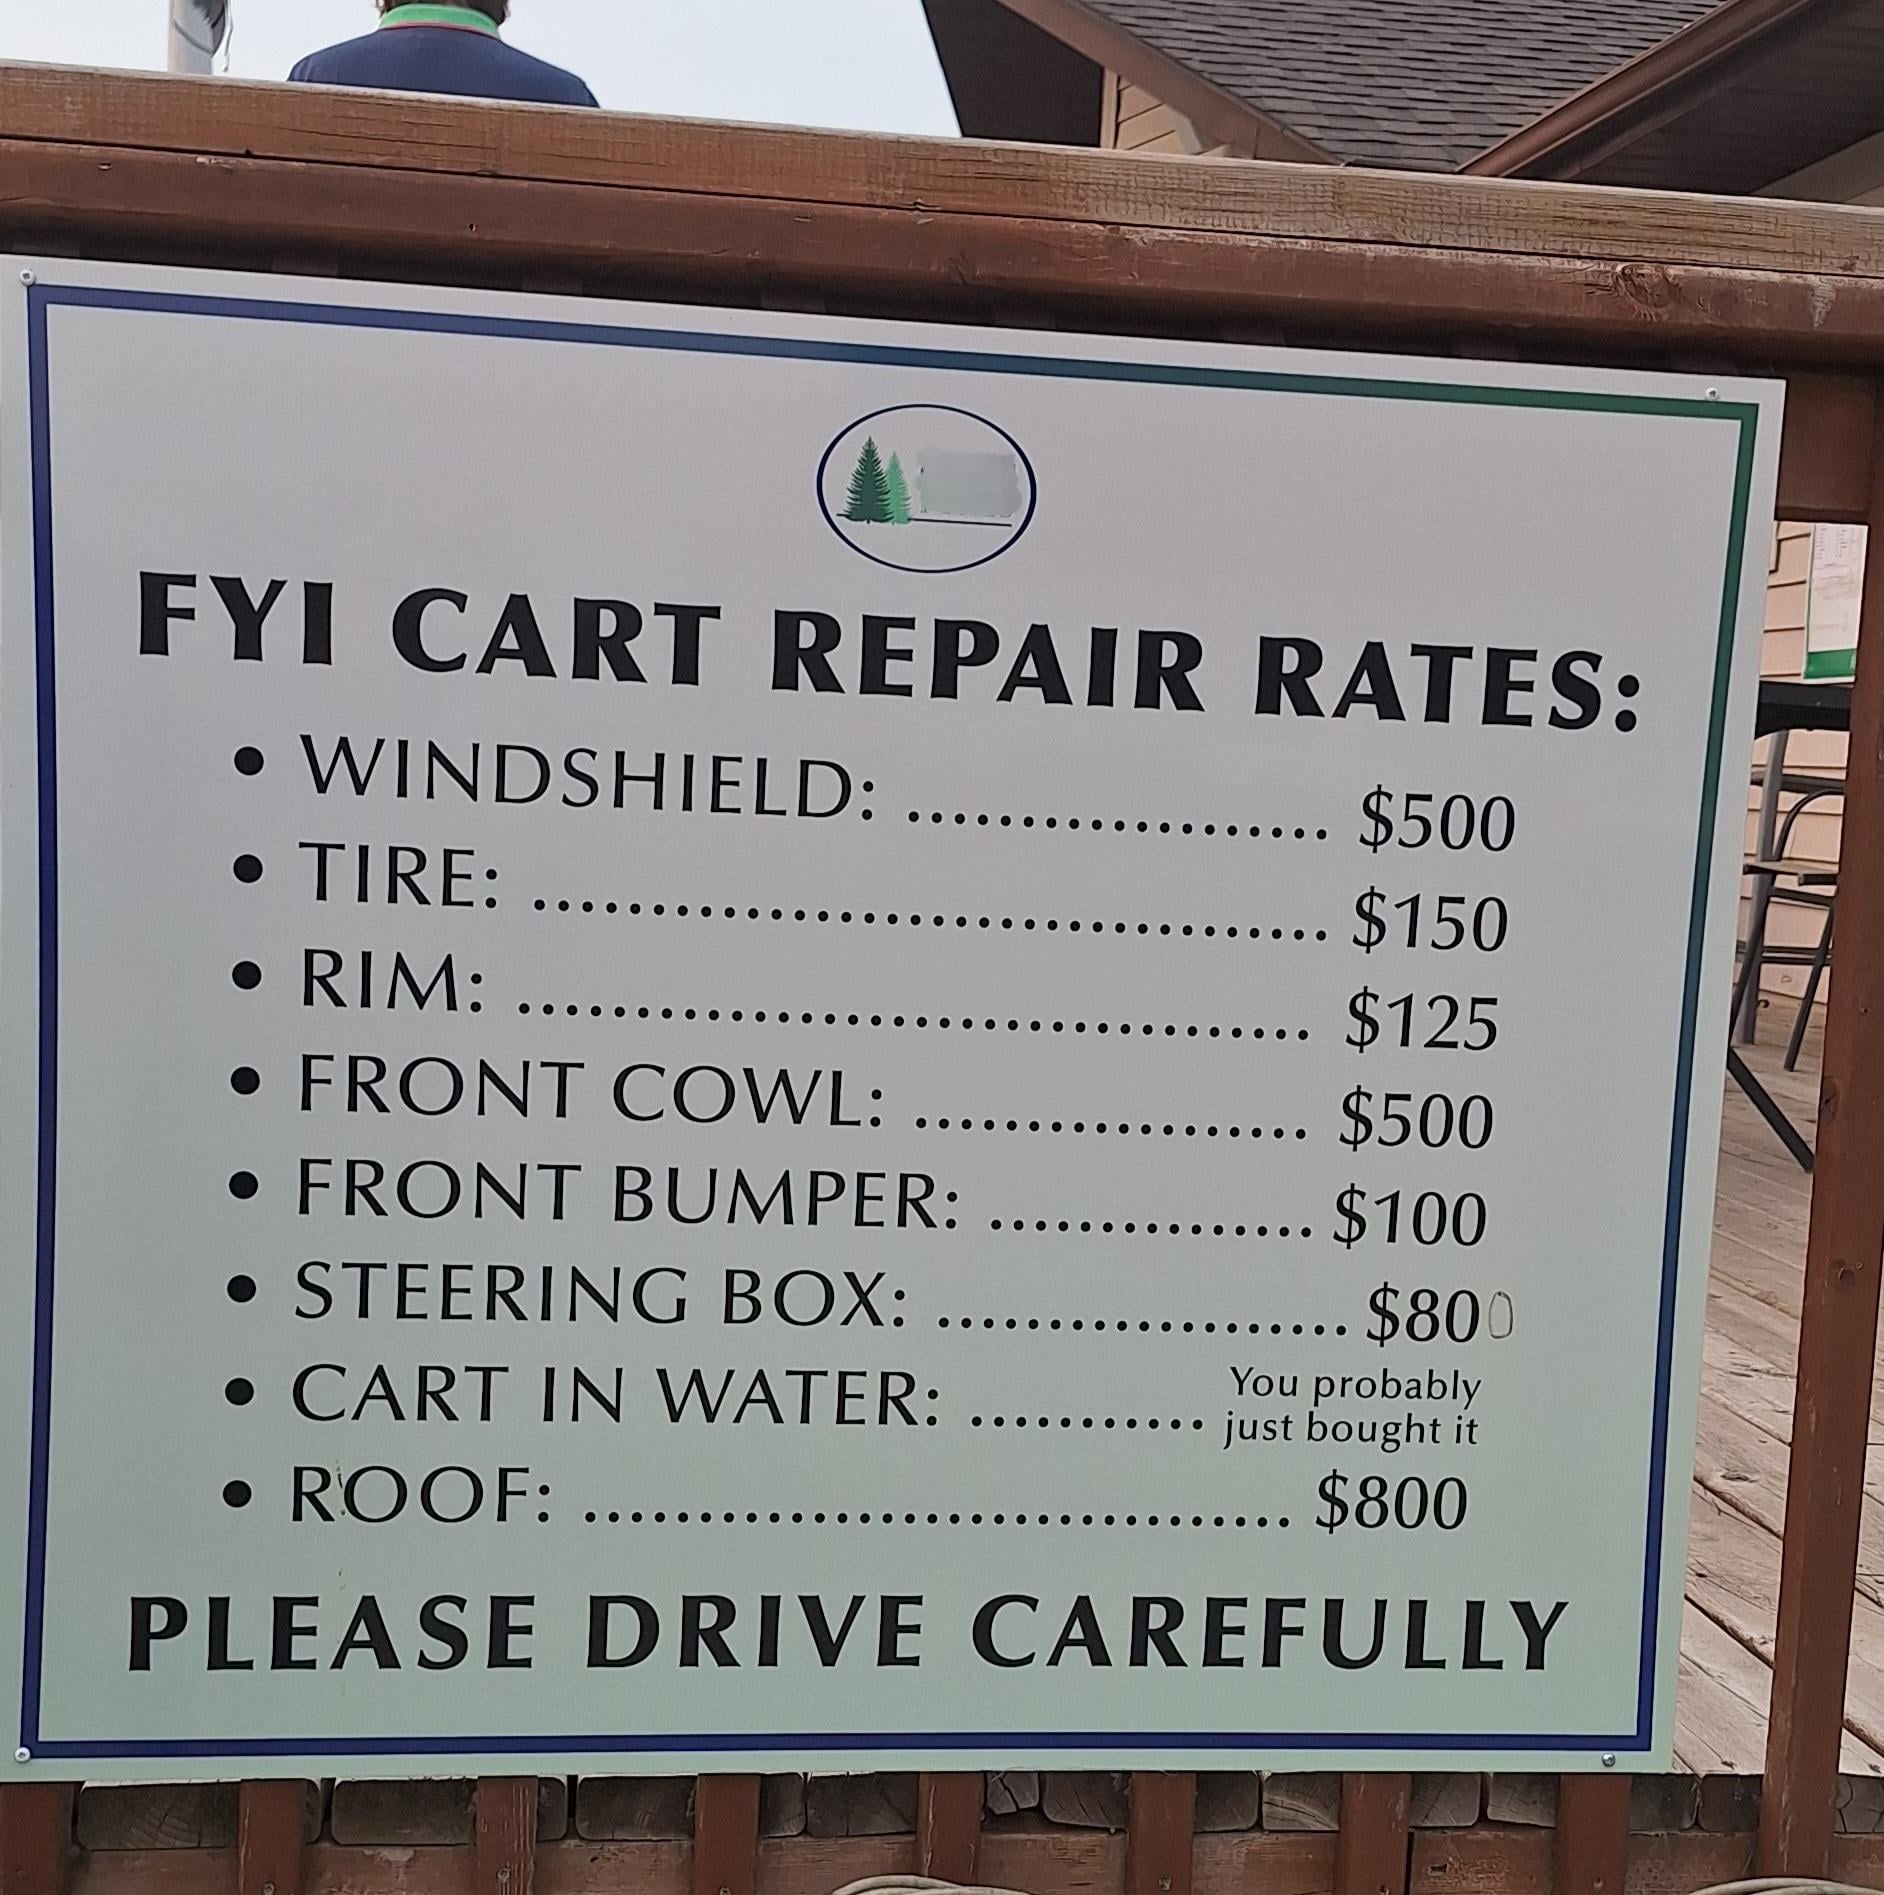 FYI CART REPAIR RATES:
• WINDSHIELD: .................. $500
• TIRE: .................................. $150
• RIM: .................................. $125
• FRONT COWL: ................. $500
• FRONT BUMPER: .............. $100
• STEERING BOX: .................. $800
• CART IN WATER: ........... You probably
just bought it
• ROOF: ............................... $800
PLEASE DRIVE CAREFULLY